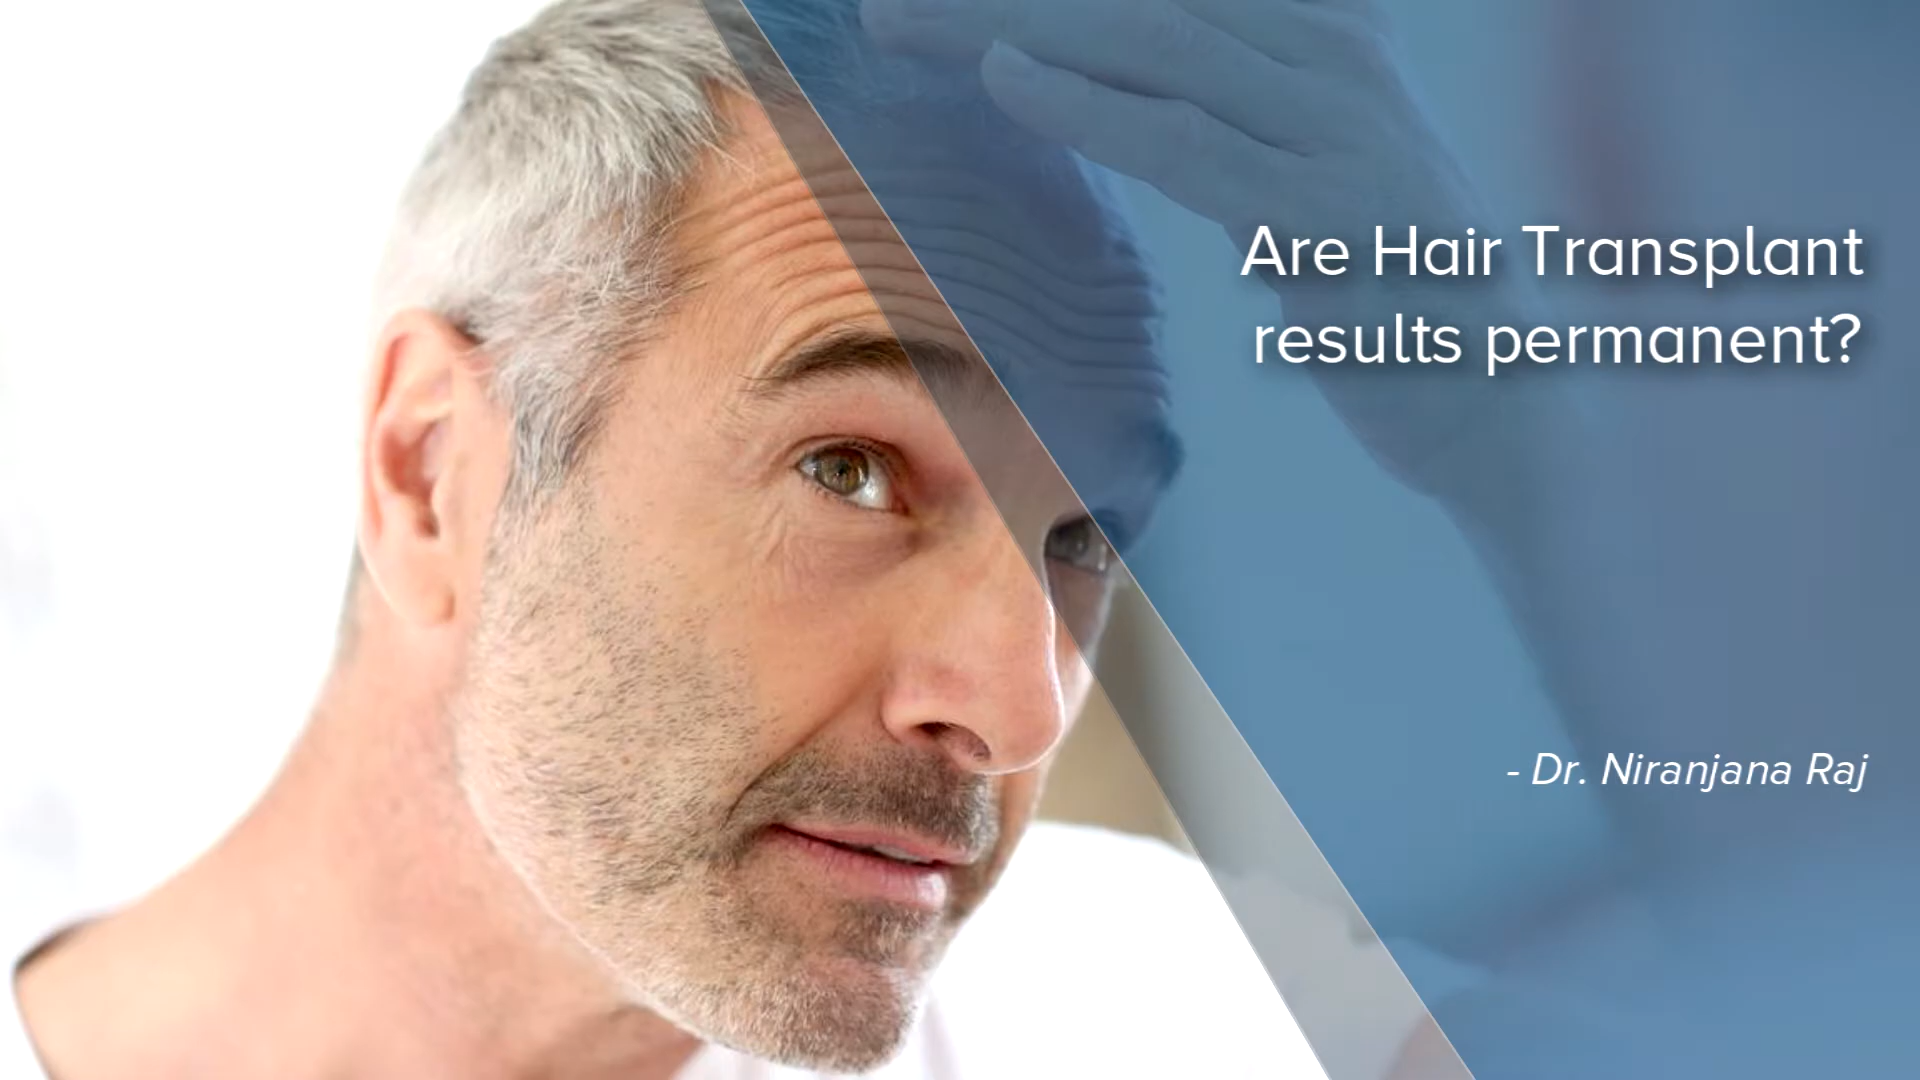 Are Hair Transplant
results permanent?
- Dr. Niranjana Raj